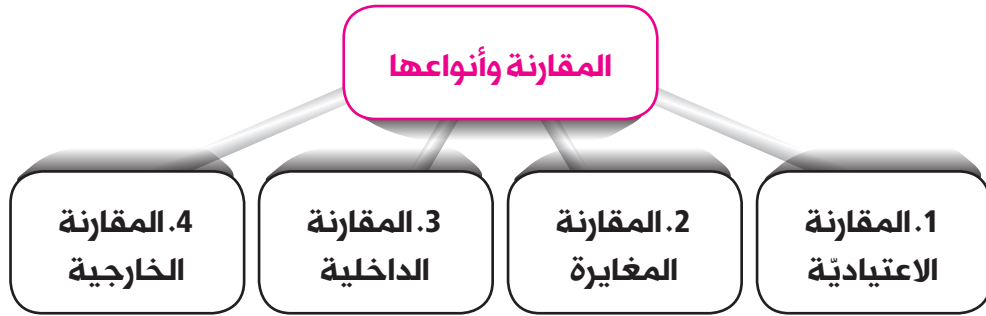 المقارنة وأنواعها
1. المقارنة
الاعتياديّة
2. المقارنة
المغايرة
3. المقارنة
الداخلية
4. المقارنة
الخارجية